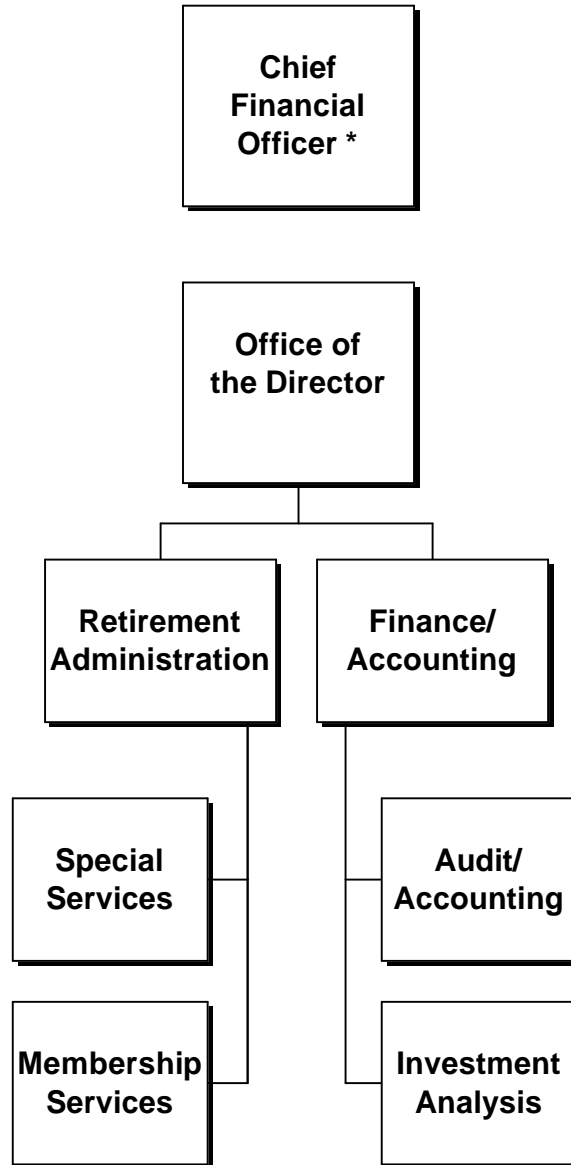 Chief
Financial
Officer *
Office of
the Director
Retirement
Administration
Finance/
Accounting
Special
Services
Audit/
Accounting
Membership
Services
Investment
Analysis